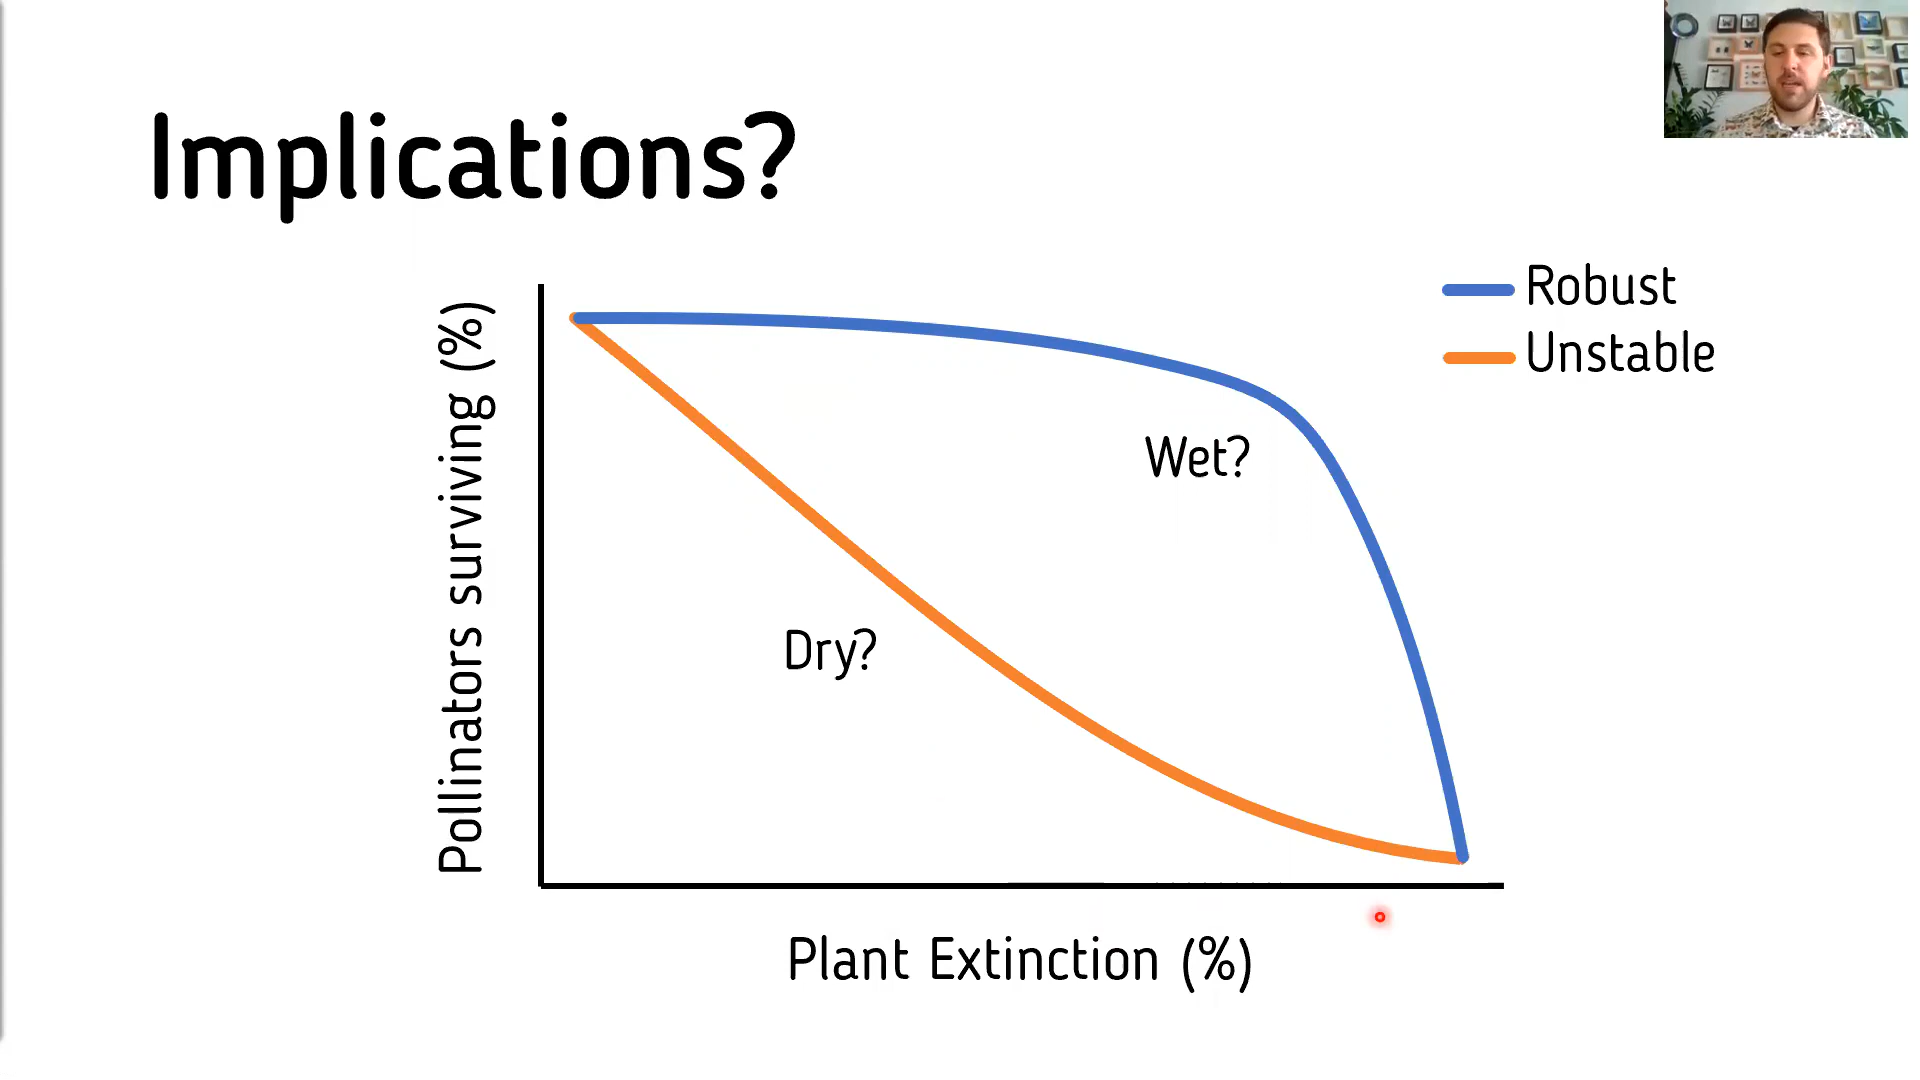 Implications?
Robust
Unstable
Pollinators surviving (%)
Wet?
Dry?
Plant Extinction (%)